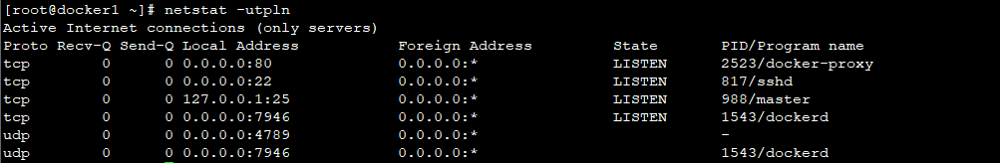 [root@docker1 ~]# netstat -utpln
Active Internet connections (only servers)
Proto Recv-Q Send-Q Local Address           Foreign Address         State       PID/Program name
tcp        0      0 0.0.0.0:80              0.0.0.0:*               LISTEN      2523/docker-proxy
tcp        0      0 0.0.0.0:22              0.0.0.0:*               LISTEN      817/sshd
tcp        0      0 127.0.0.1:25            0.0.0.0:*               LISTEN      988/master
tcp        0      0 0.0.0.0:7946            0.0.0.0:*               LISTEN      1543/dockerd
udp        0      0 0.0.0.0:4789            0.0.0.0:*                           -
udp        0      0 0.0.0.0:7946            0.0.0.0:*                           1543/dockerd